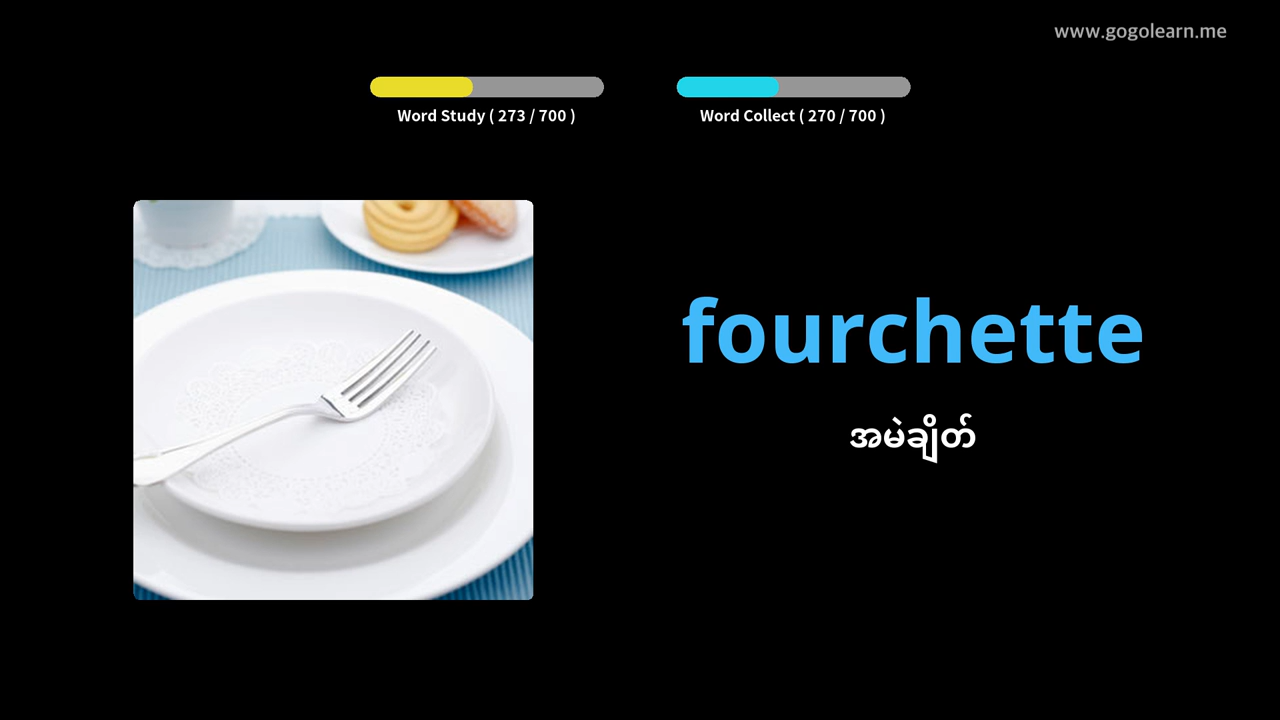 www.gogolearn.me
Word Study ( 273 / 700 )
Word Collect ( 270 / 700 )
fourchette
အမဲချိတ်